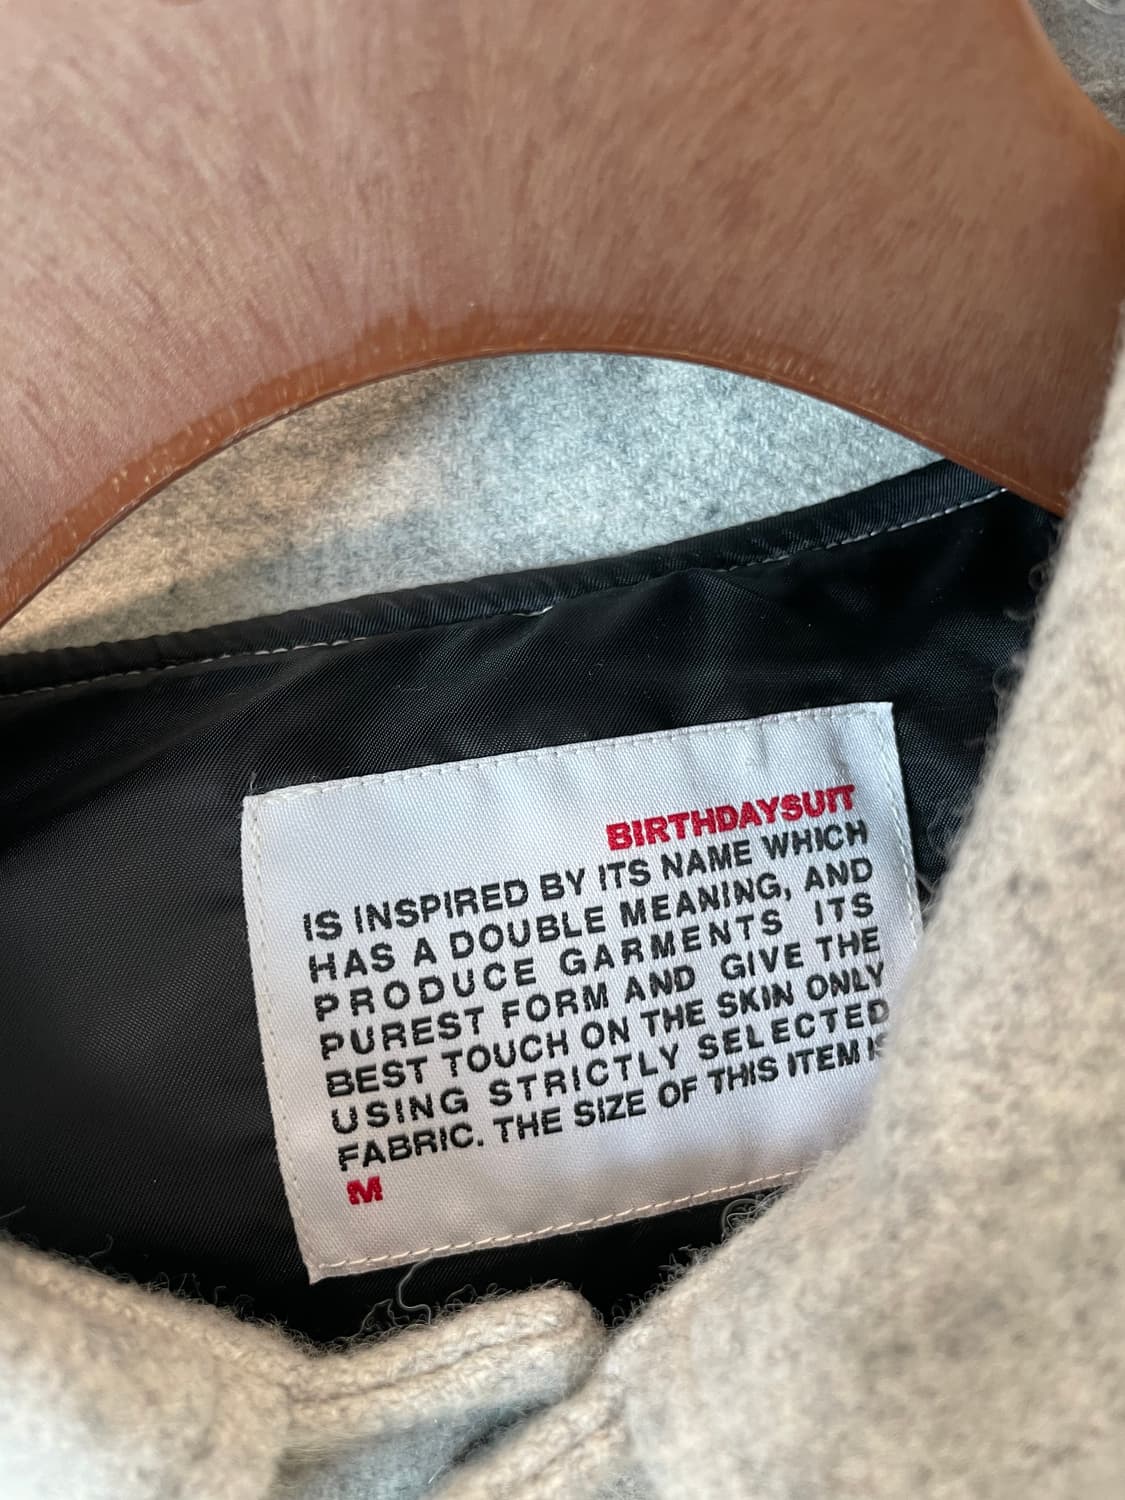 BIRTHDAYSUIT
IS INSPIRED BY ITS NAME WHICH
HAS A DOUBLE MEANING, AND
PRODUCE GARMENTS ITS
PUREST FORM AND GIVE THE
BEST TOUCH ON THE SKIN ONLY
USING STRICTLY SELECTED
FABRIC. THE SIZE OF THIS ITEM IS
M